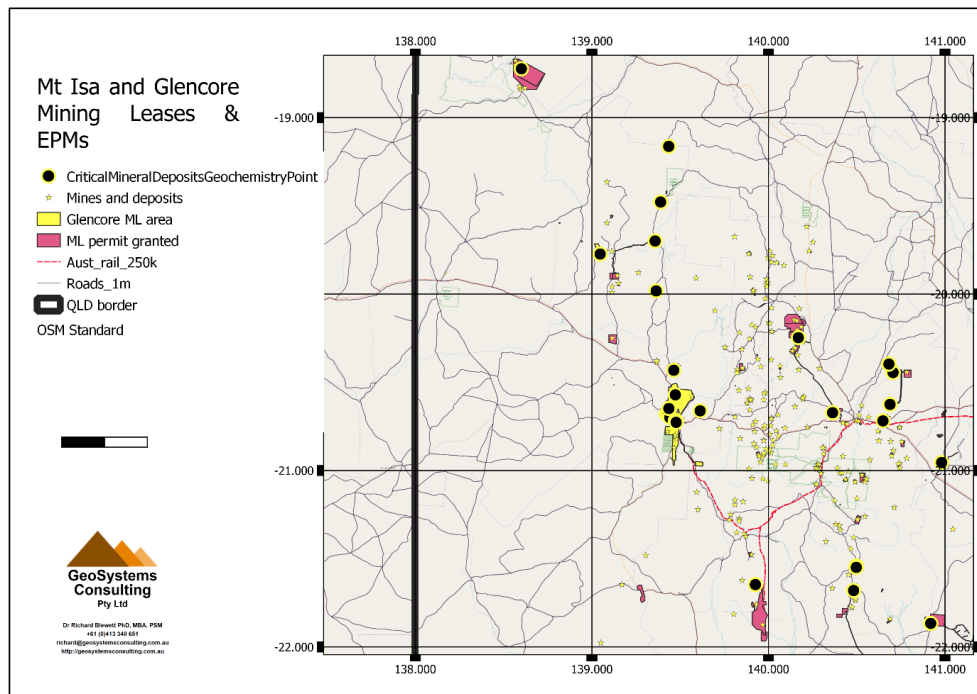 Mt Isa and Glencore
Mining Leases &
EPMs
CriticalMineralDepositsGeochemistryPoint
Mines and deposits
Glencore ML area
ML permit granted
Aust_rail_250k
Roads_1m
QLD border
OSM Standard
GeoSystems
Consulting
Pty Ltd
Dr Richard Blewett PhD, MBA, PSM
+61 (0)413 348 651
richard@geosystemsconsulting.com.au
http://geosystemsconsulting.com.au
138.000 139.000 140.000 141.000
-19.000 -19.000
-20.000 -20.000
-21.000 -21.000
-22.000 -22.000
138.000 139.000 140.000 141.000